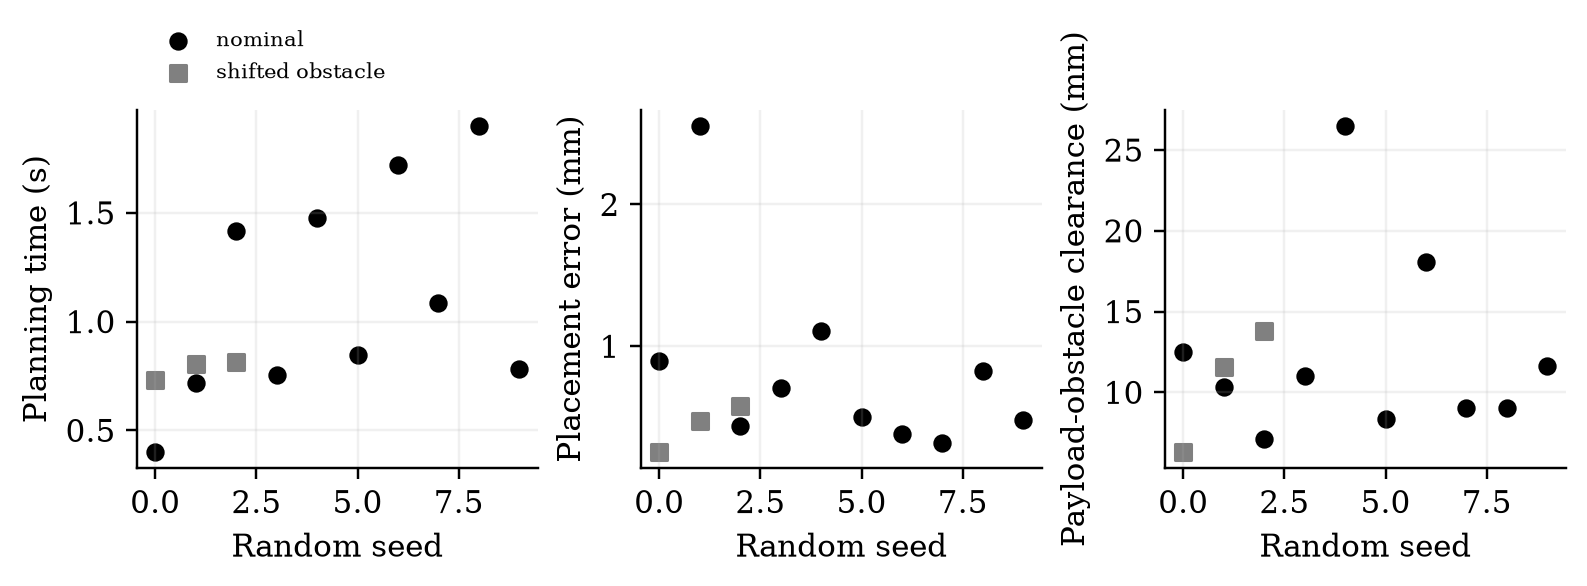 nominal
shifted obstacle
Planning time (s)
1.5
1.0
0.5
0.0 2.5 5.0 7.5
Random seed
Placement error (mm)
2
1
0.0 2.5 5.0 7.5
Random seed
Payload-obstacle clearance (mm)
25
20
15
10
0.0 2.5 5.0 7.5
Random seed